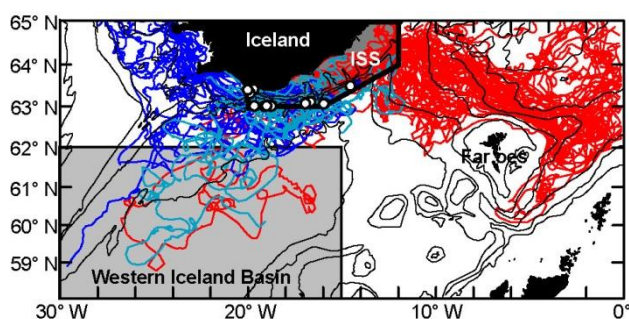 65° N
64° N
63° N
62° N
61° N
60° N
59° N
Iceland
ISS
Faroes
Western Iceland Basin
30° W
20° W
10° W
0°